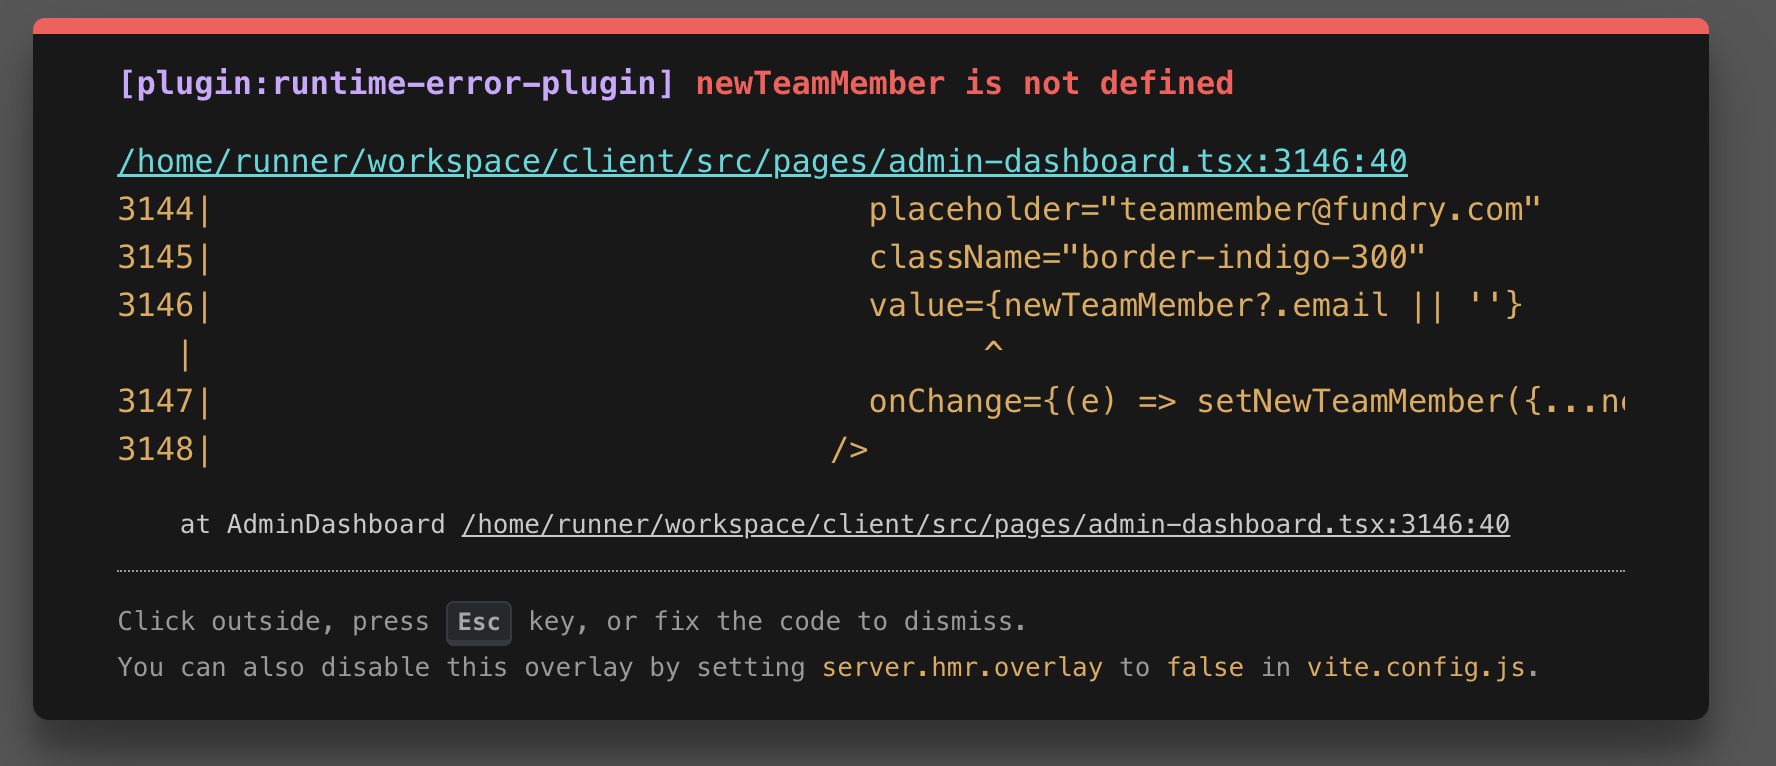 [plugin:runtime-error-plugin] newTeamMember is not defined
/home/runner/workspace/client/src/pages/admin-dashboard.tsx:3146:40
3144|                                  placeholder="teammember@fundry.com"
3145|                                  className="border-indigo-300"
3146|                                  value={newTeamMember?.email || ''}
   |                                         ^
3147|                                  onChange={(e) => setNewTeamMember({...
3148|                                />
at AdminDashboard /home/runner/workspace/client/src/pages/admin-dashboard.tsx:3146:40
Click outside, press Esc key, or fix the code to dismiss.
You can also disable this overlay by setting server.hmr.overlay to false in vite.config.js.